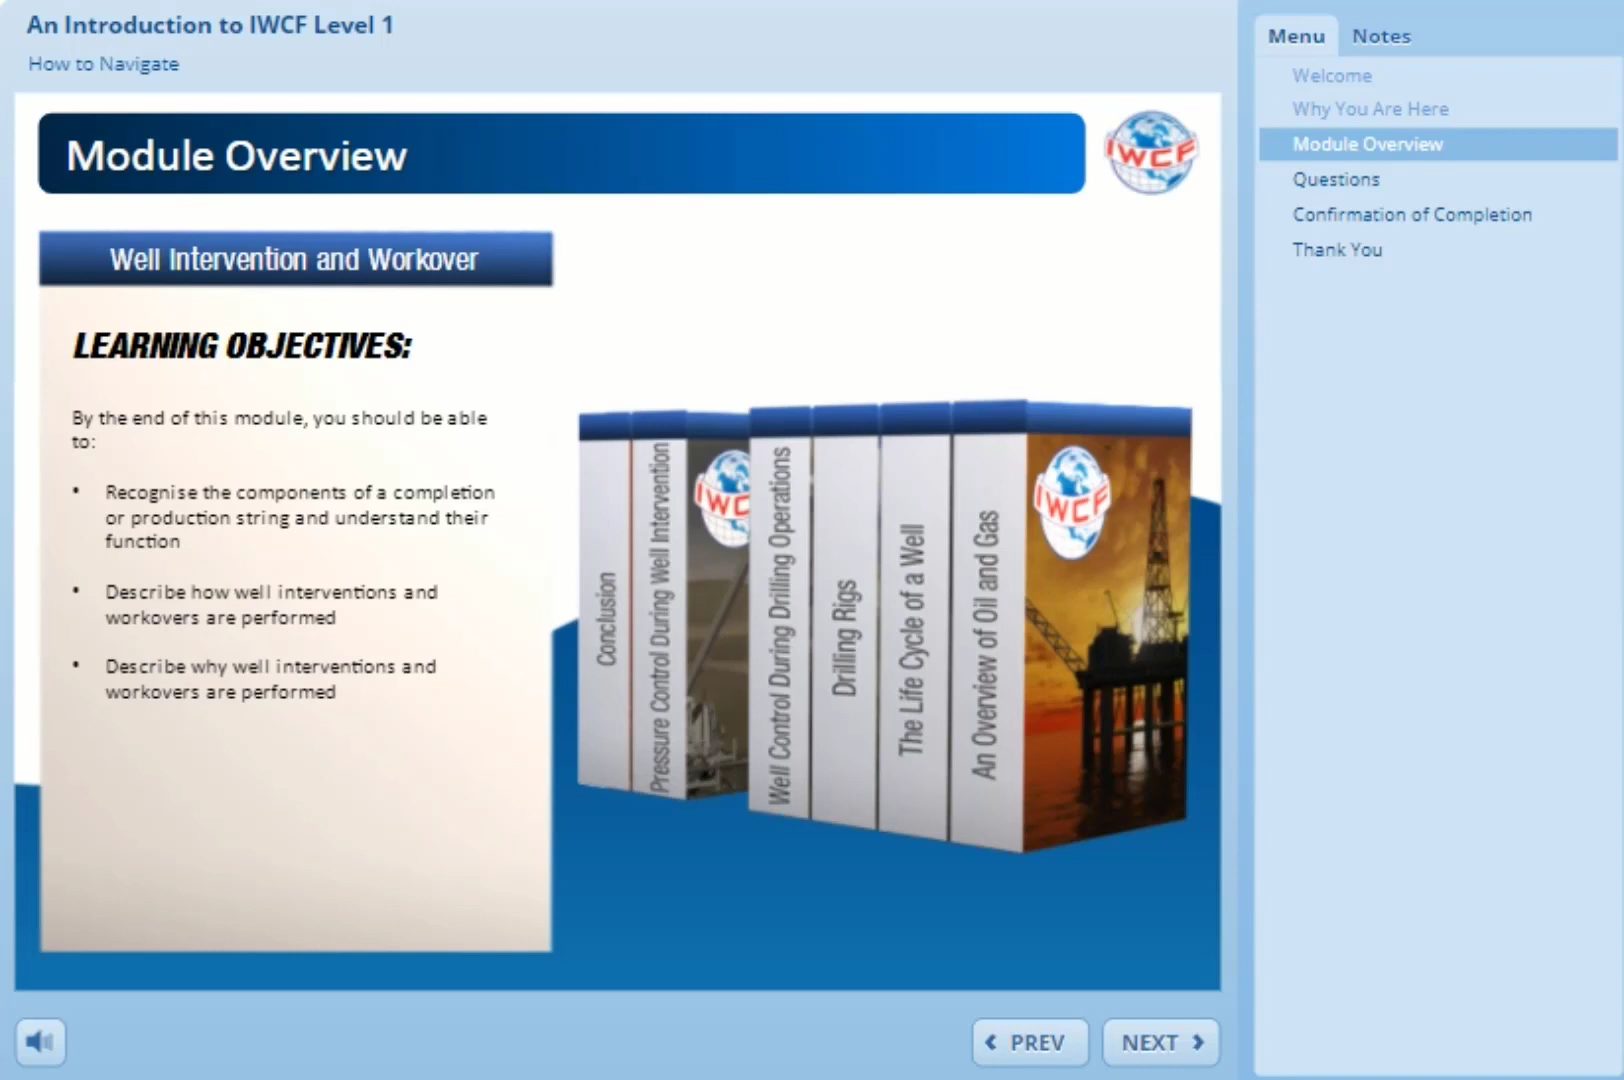 An Introduction to IWCF Level 1
How to Navigate
Module Overview
IWCF
Well Intervention and Workover
LEARNING OBJECTIVES:
By the end of this module, you should be able
to:
• Recognise the components of a completion
or production string and understand their
function
• Describe how well interventions and
workovers are performed
• Describe why well interventions and
workovers are performed
Conclusion
Pressure Control During Well Intervention
IWC
Well Control During Drilling Operations
Drilling Rigs
The Life Cycle of a Well
An Overview of Oil and Gas
IWCF
PREV
NEXT
Menu
Notes
Welcome
Why You Are Here
Module Overview
Questions
Confirmation of Completion
Thank You